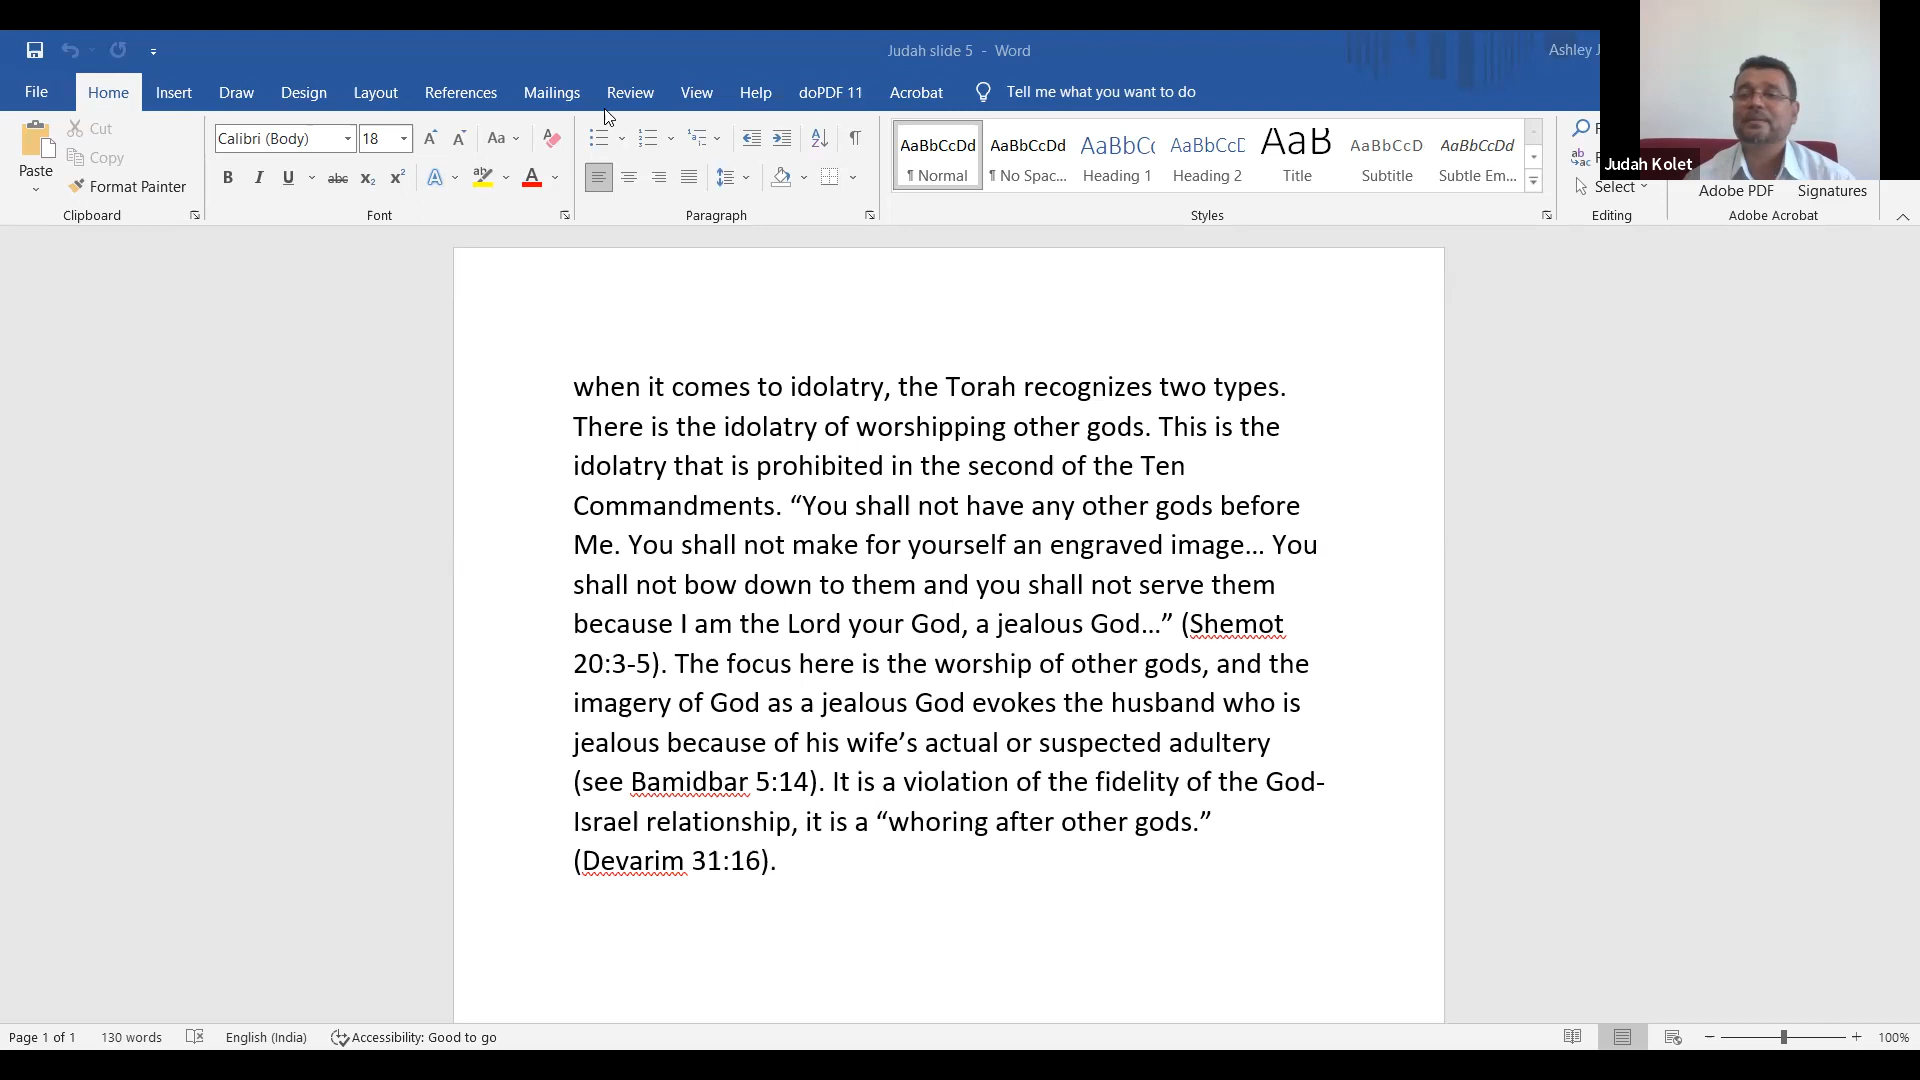 Judah slide 5 - Word
Ashley J
File Home Insert Draw Design Layout References Mailings Review View Help doPDF 11 Acrobat Tell me what you want to do
Judah Kolet
Paste
Cut
Copy
Format Painter
Clipboard
Calibri (Body) 18
Font
Paragraph
AaBbCcDd AaBbCcDd AaBbCc AaBbCcD AaB AaBbCcD AaBbCcDd
¶ Normal ¶ No Spac... Heading 1 Heading 2 Title Subtitle Subtle Em...
Styles
Select
Editing
Adobe PDF Signatures
Adobe Acrobat
when it comes to idolatry, the Torah recognizes two types.
There is the idolatry of worshipping other gods. This is the
idolatry that is prohibited in the second of the Ten
Commandments. “You shall not have any other gods before
Me. You shall not make for yourself an engraved image… You
shall not bow down to them and you shall not serve them
because I am the Lord your God, a jealous God…” (Shemot
20:3-5). The focus here is the worship of other gods, and the
imagery of God as a jealous God evokes the husband who is
jealous because of his wife’s actual or suspected adultery
(see Bamidbar 5:14). It is a violation of the fidelity of the God-
Israel relationship, it is a “whoring after other gods.”
(Devarim 31:16).
Page 1 of 1 130 words English (India) Accessibility: Good to go 100%